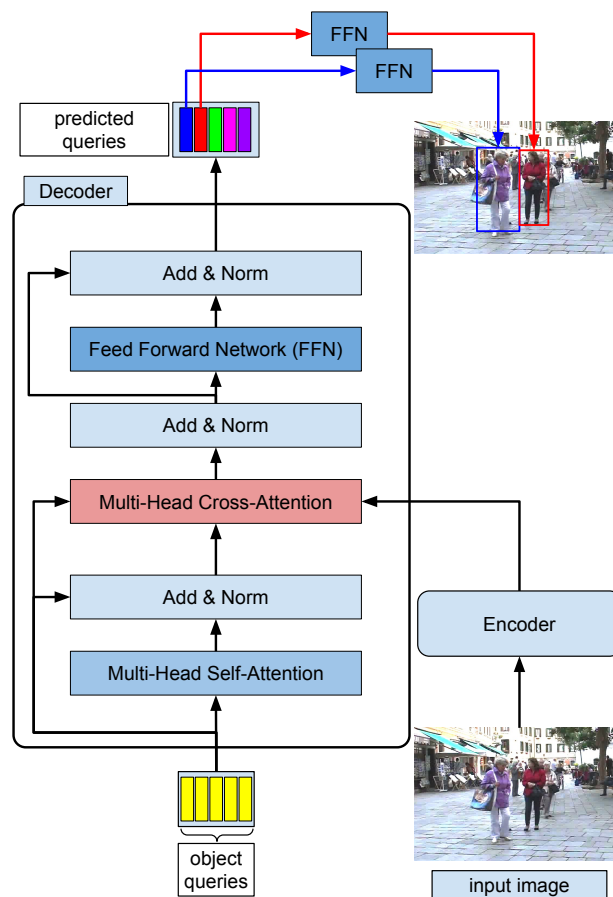 FFN
FFN
predicted
queries
Decoder
Add & Norm
Feed Forward Network (FFN)
Add & Norm
Multi-Head Cross-Attention
Add & Norm
Encoder
Multi-Head Self-Attention
object
queries
input image